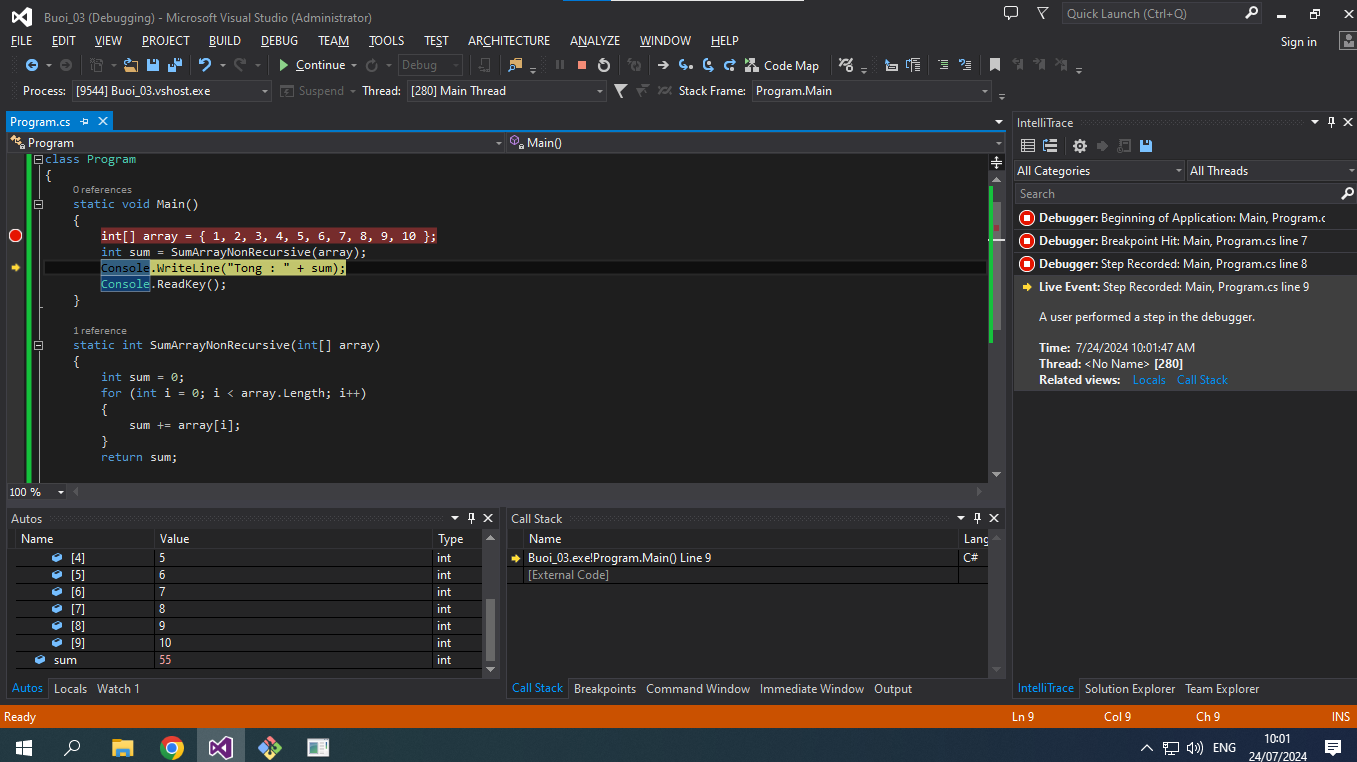 Buoi_03 (Debugging) - Microsoft Visual Studio (Administrator)
Quick Launch (Ctrl+Q)
FILE EDIT VIEW PROJECT BUILD DEBUG TEAM TOOLS TEST ARCHITECTURE ANALYZE WINDOW HELP
Sign in
Continue Debug Code Map
Process: [9544] Buoi_03.vshost.exe Suspend Thread: [280] Main Thread Stack Frame: Program.Main
Program.cs
Program Main()
class Program
{
0 references
static void Main()
{
int[] array = { 1, 2, 3, 4, 5, 6, 7, 8, 9, 10 };
int sum = SumArrayNonRecursive(array);
Console.WriteLine("Tong : " + sum);
Console.ReadKey();
}
1 reference
static int SumArrayNonRecursive(int[] array)
{
int sum = 0;
for (int i = 0; i < array.Length; i++)
{
sum += array[i];
}
return sum;
100 %
IntelliTrace
All Categories All Threads
Search
Debugger: Beginning of Application: Main, Program.c
Debugger: Breakpoint Hit: Main, Program.cs line 7
Debugger: Step Recorded: Main, Program.cs line 8
Live Event: Step Recorded: Main, Program.cs line 9
A user performed a step in the debugger.
Time: 7/24/2024 10:01:47 AM
Thread: <No Name> [280]
Related views: Locals Call Stack
Autos
Name Value Type
[4] 5 int
[5] 6 int
[6] 7 int
[7] 8 int
[8] 9 int
[9] 10 int
sum 55 int
Autos Locals Watch 1
Call Stack
Name Lang
Buoi_03.exe!Program.Main() Line 9 C#
[External Code]
Call Stack Breakpoints Command Window Immediate Window Output
IntelliTrace Solution Explorer Team Explorer
Ready Ln 9 Col 9 Ch 9 INS
ENG
10:01
24/07/2024